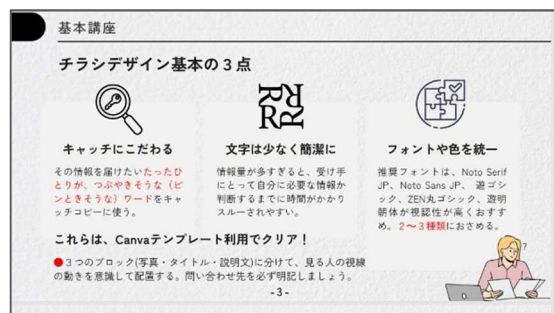 基本講座
チラシデザイン基本の3点
キャッチにこだわる
その情報を届けたいたったひ
とりが、つぶやきそうな(ピ
ンときそうな)ワードをキャ
ッチコピーに使う。
文字は少なく簡潔に
情報量が多すぎると、受け手
にとって自分に必要な情報か
判断するまでに時間がかかり
スルーされやすい。
フォントや色を統一
推奨フォントは、Noto Serif
JP、Noto Sans JP、 遊ゴシ
ック、ZEN丸ゴシック、遊明
朝体が視認性が高くおすす
め。2〜3種類におさめる。
これらは、Canvaテンプレート利用でクリア!
●3つのブロック(写真・タイトル・説明文)に分けて、見る人の視線
の動きを意識して配置する。問い合わせ先を必ず明記しましょう。
- 3 -